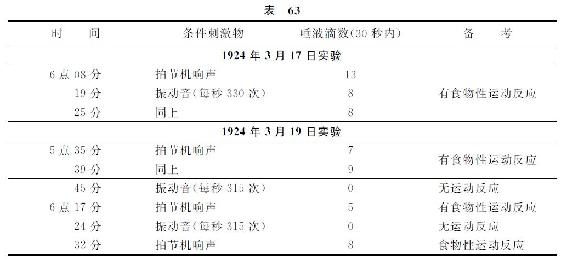 表 63
时 间 条件刺激物 唾液滴数(30秒内) 备 考
1924年3月17日实验
6点08分 拍节机响声 13
19分 振动音(每秒330次) 8 有食物性运动反应
25分 同上 8
1924年3月19日实验
5点35分 拍节机响声 7
有食物性运动反应
39分 同上 9
45分 振动音(每秒315次) 0 无运动反应
6点17分 拍节机响声 5 有食物性运动反应
24分 振动音(每秒315次) 0 无运动反应
32分 拍节机响声 8 食物性运动反应